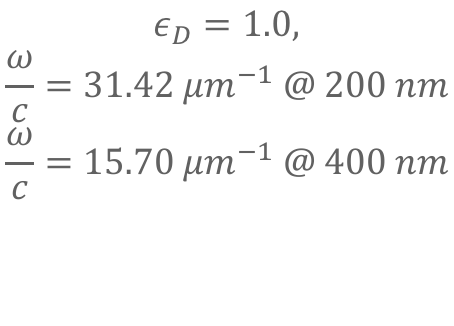 ϵ_D = 1.0,
ω/c = 31.42 μm⁻¹ @ 200 nm
ω/c = 15.70 μm⁻¹ @ 400 nm